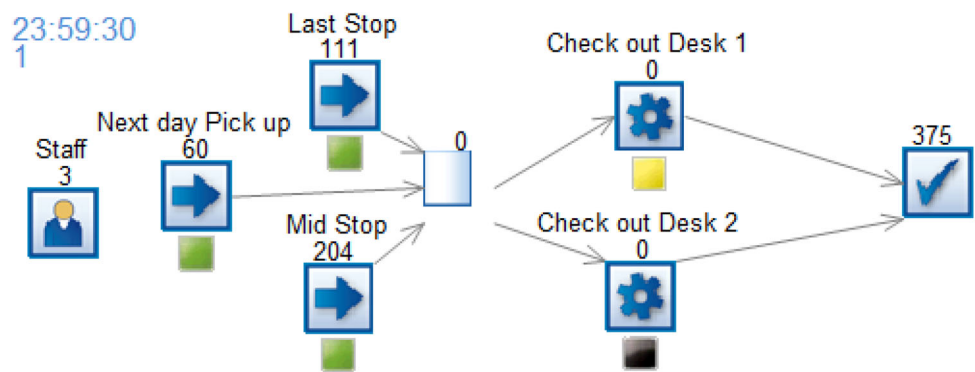 23:59:30
1
Last Stop
111
Check out Desk 1
0
Next day Pick up
60
0
375
Staff
3
Mid Stop
204
Check out Desk 2
0